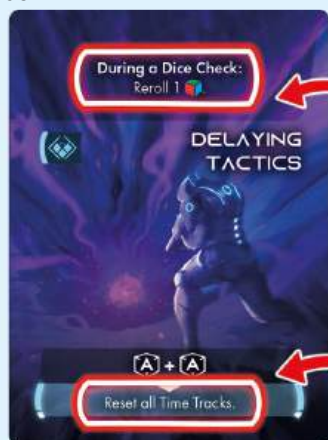 During a Dice Check:
Reroll 1
DELAYING
TACTICS
A + A
Reset all Time Tracks.